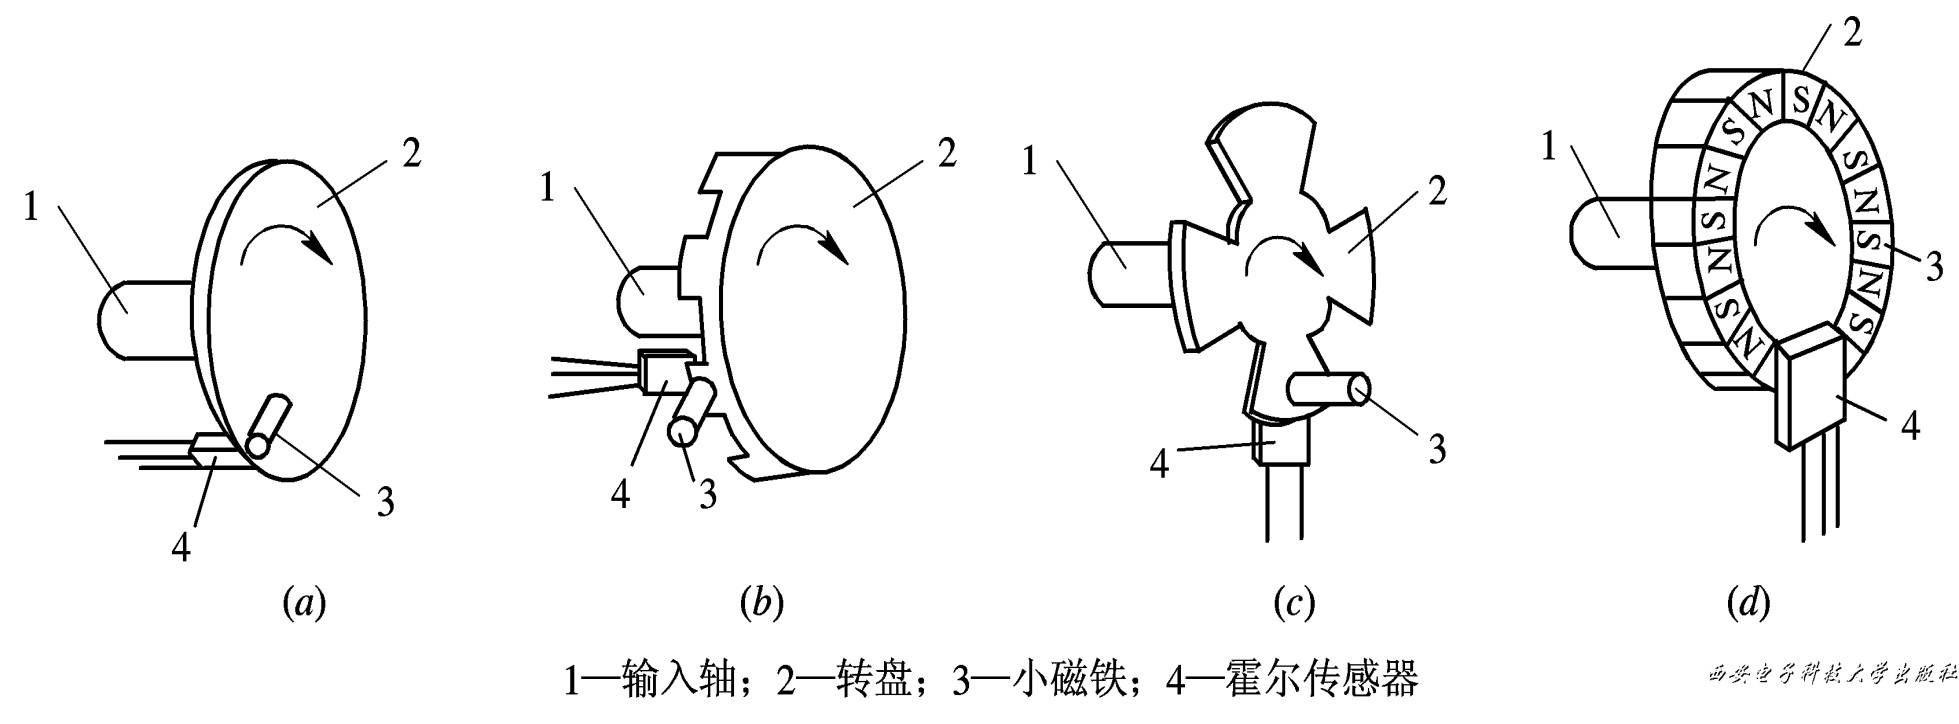 1 2 3 4
(a)
1 2 3 4
(b)
1 2 3 4
(c)
1 2 3 4
N S N S N S N S N S N S N S N S
(d)
1—输入轴；2—转盘；3—小磁铁；4—霍尔传感器
西安电子科技大学出版社